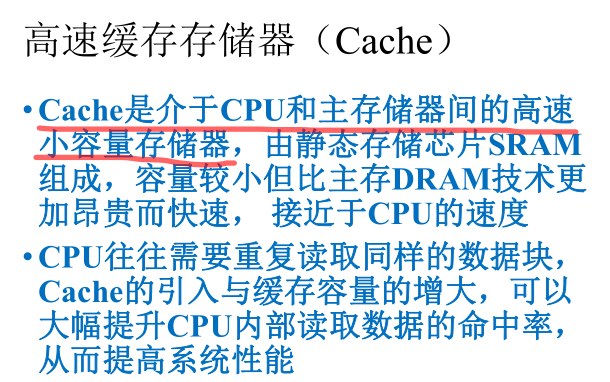 高速缓存存储器（Cache）
•Cache是介于CPU和主存储器间的高速
小容量存储器，由静态存储芯片SRAM
组成，容量较小但比主存DRAM技术更
加昂贵而快速， 接近于CPU的速度
•CPU往往需要重复读取同样的数据块，
Cache的引入与缓存容量的增大，可以
大幅提升CPU内部读取数据的命中率，
从而提高系统性能